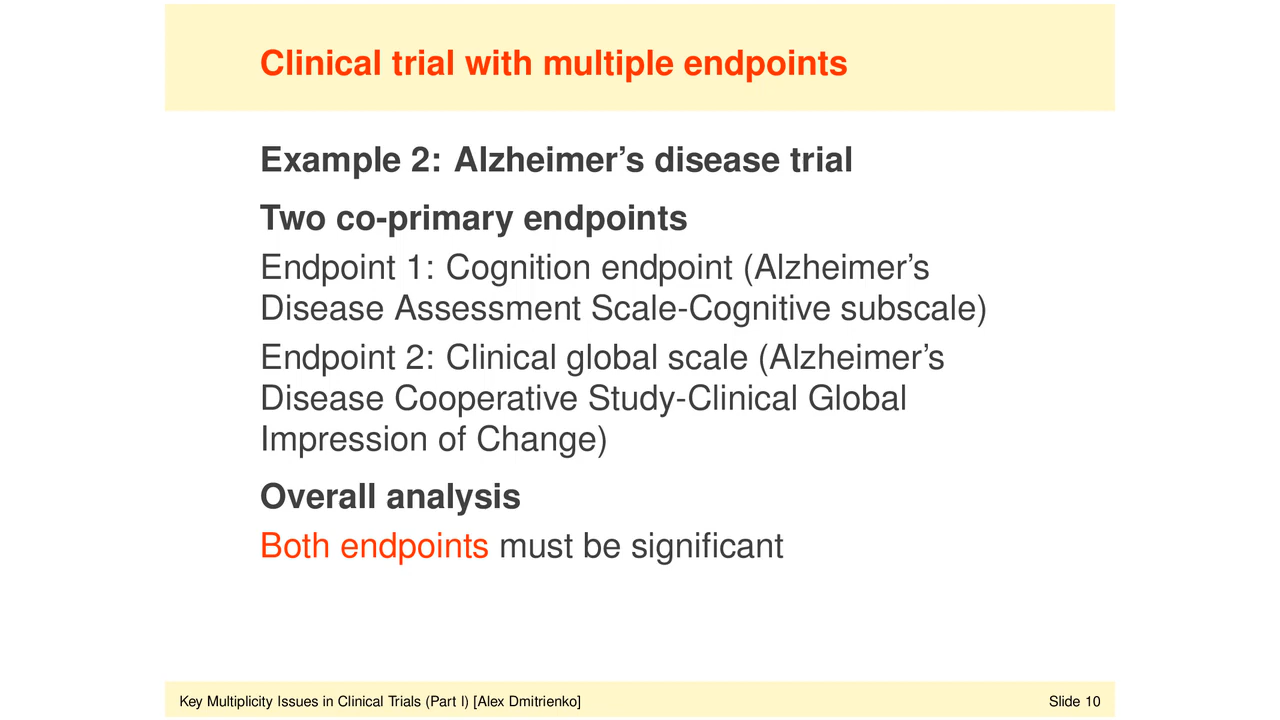 Clinical trial with multiple endpoints
Example 2: Alzheimer’s disease trial
Two co-primary endpoints
Endpoint 1: Cognition endpoint (Alzheimer’s
Disease Assessment Scale-Cognitive subscale)
Endpoint 2: Clinical global scale (Alzheimer’s
Disease Cooperative Study-Clinical Global
Impression of Change)
Overall analysis
Both endpoints must be significant
Key Multiplicity Issues in Clinical Trials (Part I) [Alex Dmitrienko]
Slide 10